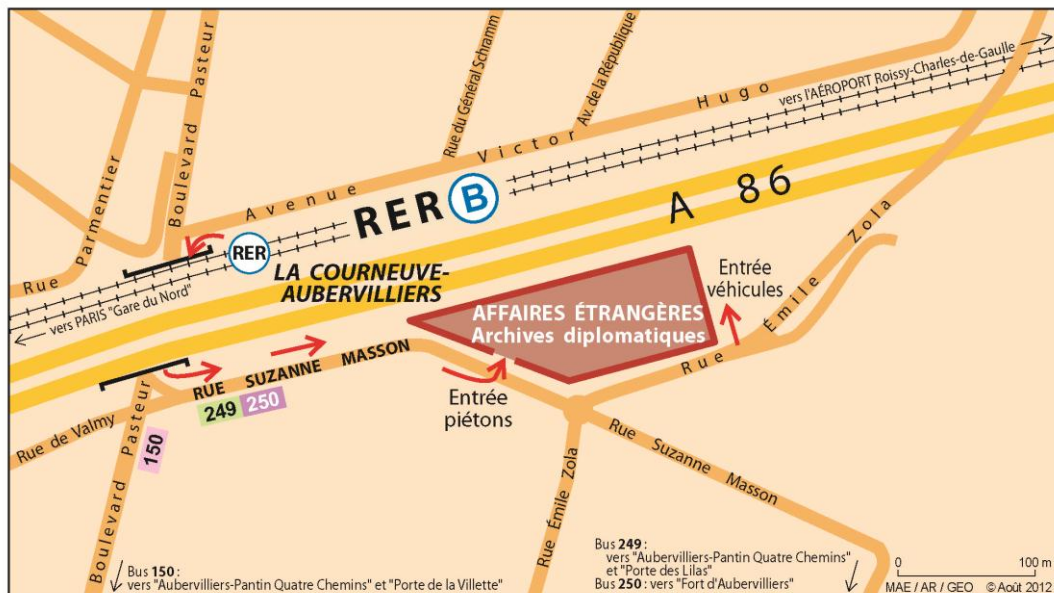 Rue Parmentier
Boulevard Pasteur
Rue du Général Schramm
Av. de la République
Avenue Victor Hugo
vers l'AÉROPORT Roissy-Charles-de-Gaulle
RER B
A 86
RER
LA COURNEUVE-
AUBERVILLIERS
vers PARIS "Gare du Nord"
AFFAIRES ÉTRANGÈRES
Archives diplomatiques
Entrée
véhicules
Rue Émile Zola
RUE SUZANNE MASSON
249 250
Entrée
piétons
Rue de Valmy
150
Boulevard Pasteur
Rue Émile Zola
Rue Suzanne Masson
Bus 150 :
vers "Aubervilliers-Pantin Quatre Chemins" et "Porte de la Villette"
Bus 249 :
vers "Aubervilliers-Pantin Quatre Chemins"
et "Porte des Lilas"
Bus 250 : vers "Fort d'Aubervilliers"
0 100 m
MAE / AR / GEO © Août 2012